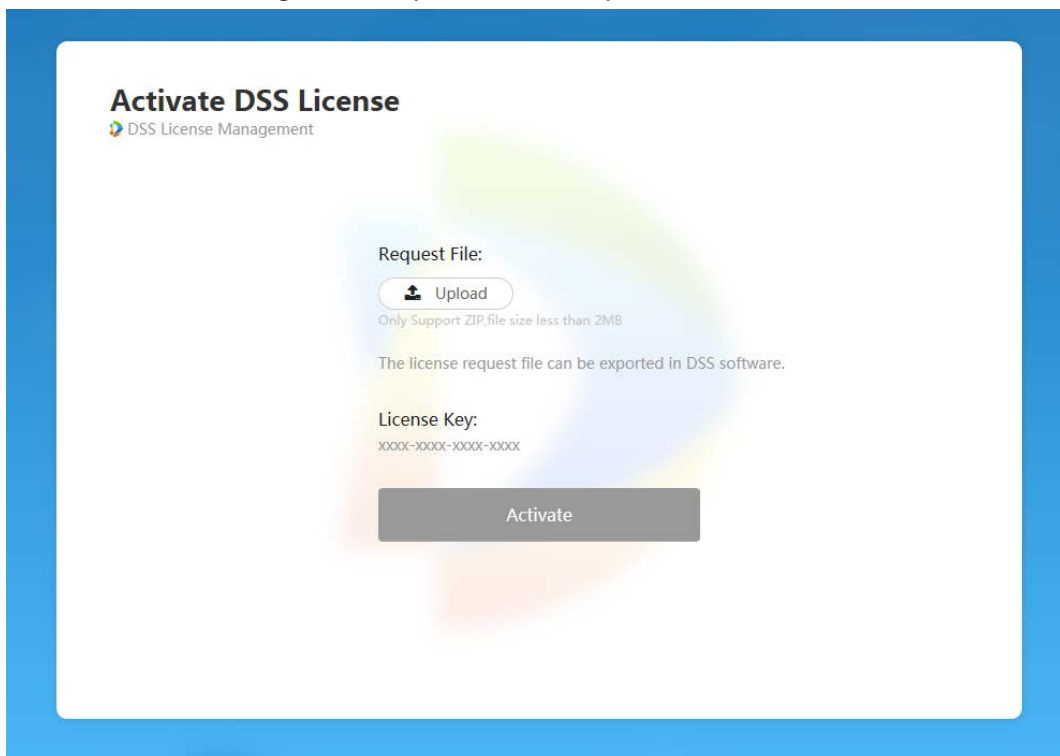 Activate DSS License
DSS License Management
Request File:
Upload
Only Support ZIP,file size less than 2MB
The license request file can be exported in DSS software.
License Key:
xxxx-xxxx-xxxx-xxxx
Activate